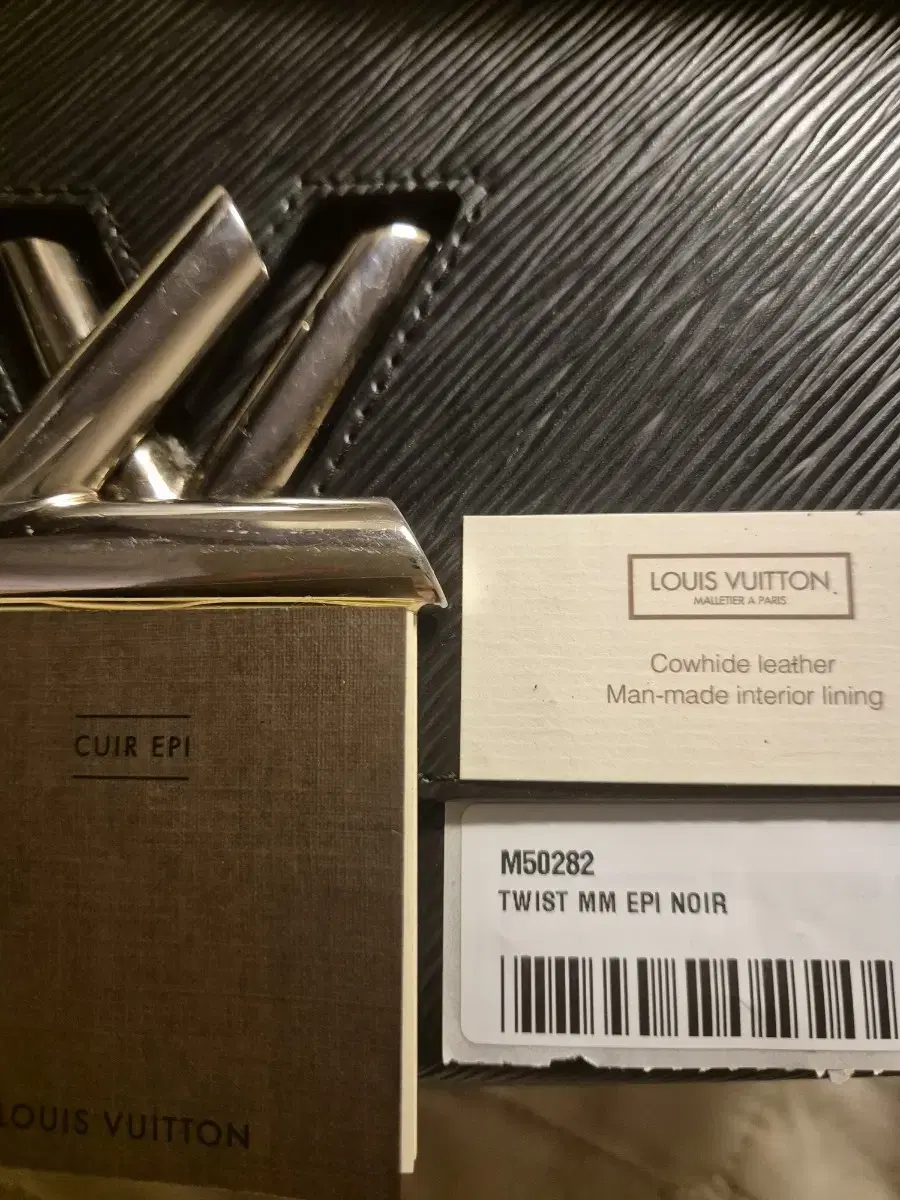 LOUIS VUITTON
MALLETIER A PARIS
Cowhide leather
Man-made interior lining
CUIR EPI
M50282
TWIST MM EPI NOIR
LOUIS VUITTON